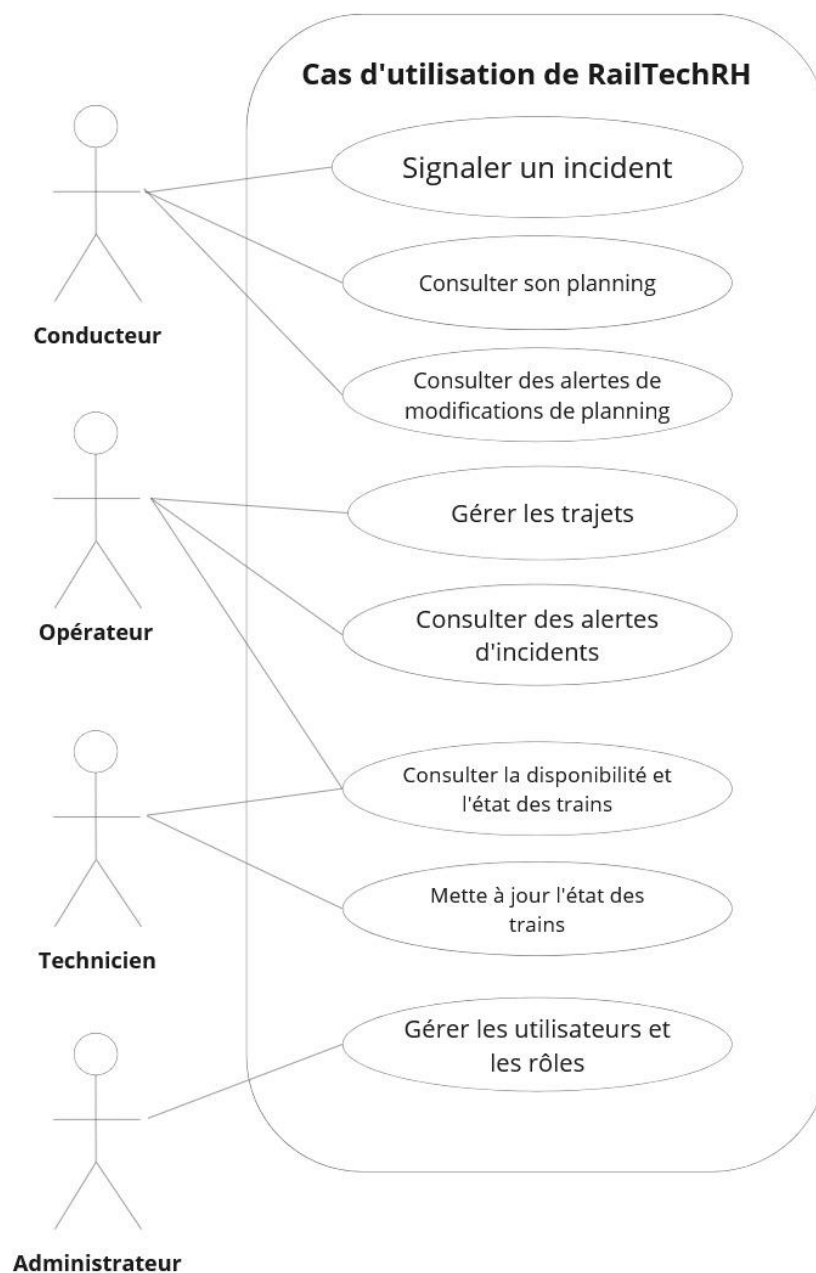 Cas d'utilisation de RailTechRH
Signaler un incident
Consulter son planning
Conducteur
Consulter des alertes de
modifications de planning
Gérer les trajets
Opérateur
Consulter des alertes
d'incidents
Consulter la disponibilité et
l'état des trains
Mette à jour l'état des
trains
Technicien
Gérer les utilisateurs et
les rôles
Administrateur